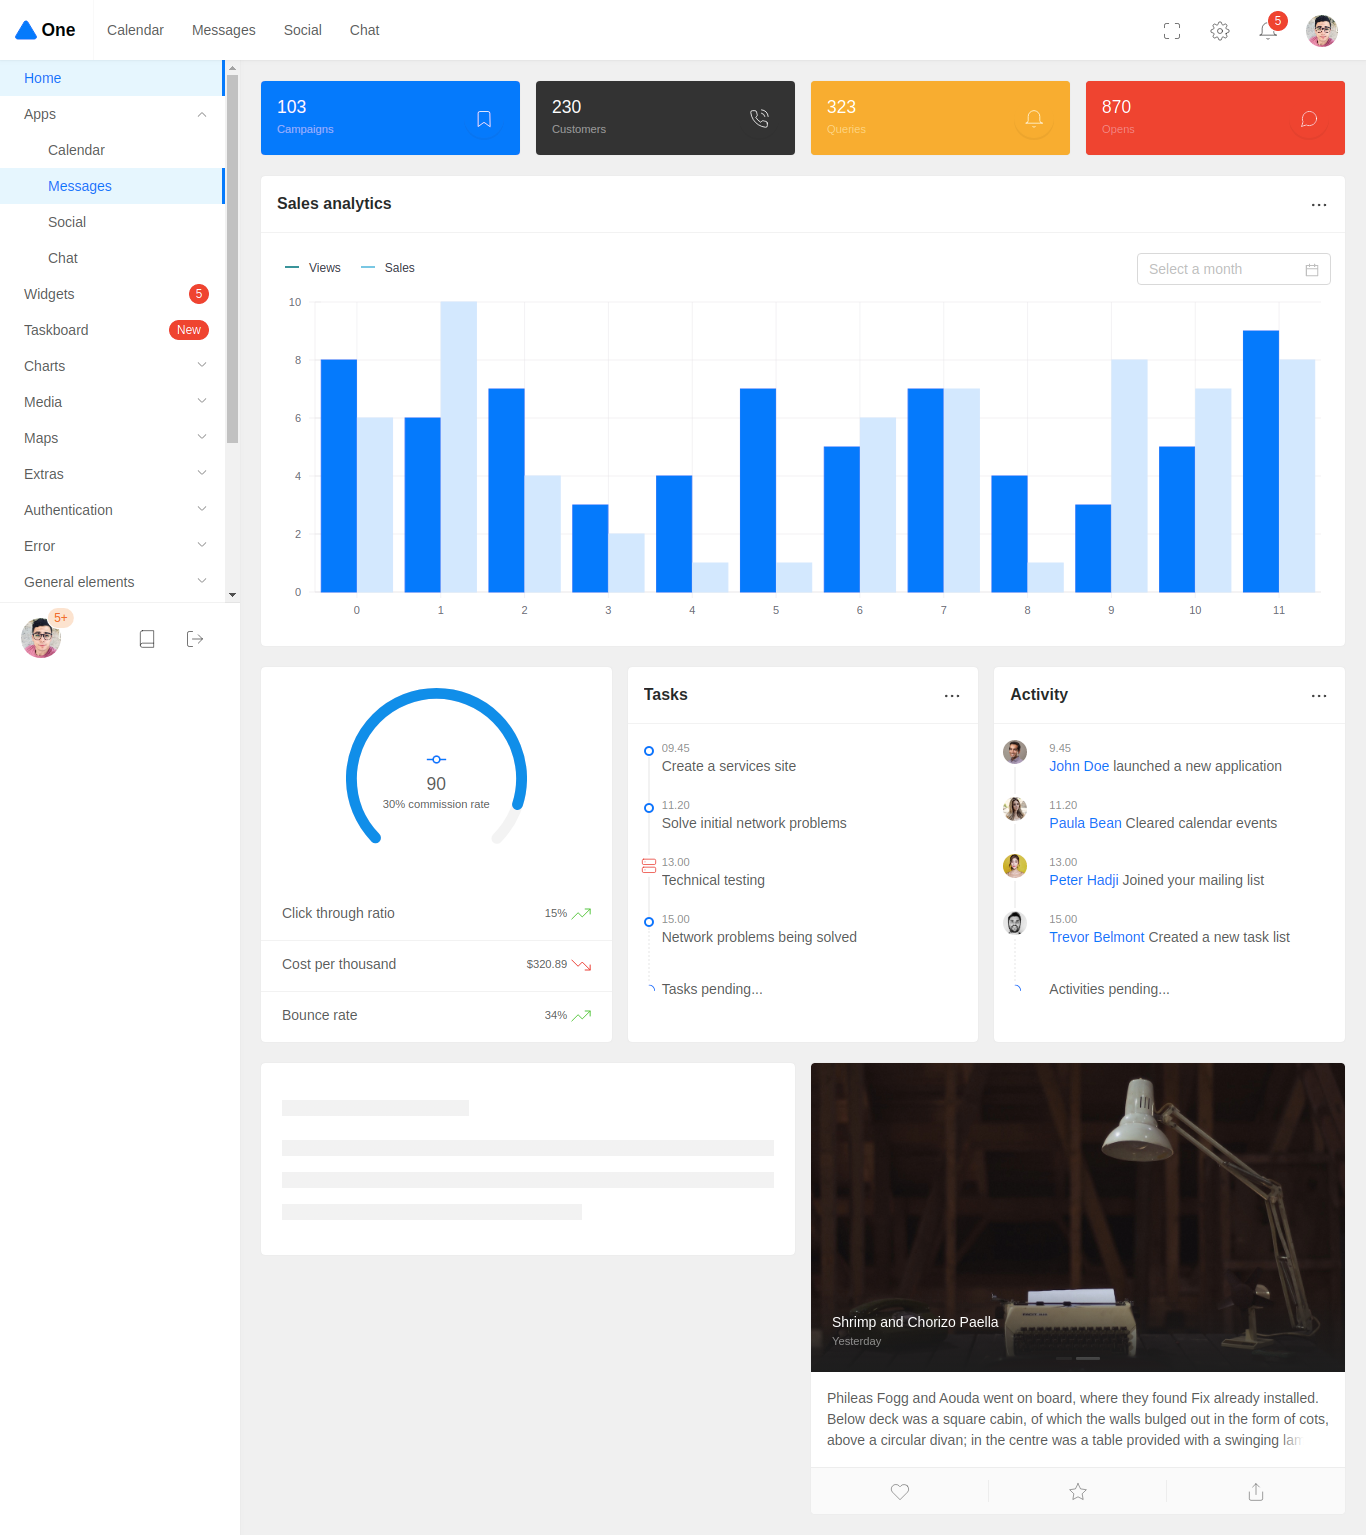 One
Calendar
Messages
Social
Chat
5
Home
Apps
Calendar
Messages
Social
Chat
Widgets
5
Taskboard
New
Charts
Media
Maps
Extras
Authentication
Error
General elements
5+
103
Campaigns
230
Customers
323
Queries
870
Opens
Sales analytics
Views
Sales
Select a month
10
8
6
4
2
0
0 1 2 3 4 5 6 7 8 9 10 11
90
30% commission rate
Click through ratio
15%
Cost per thousand
$320.89
Bounce rate
34%
Tasks
09.45
Create a services site
11.20
Solve initial network problems
13.00
Technical testing
15.00
Network problems being solved
Tasks pending...
Activity
9.45
John Doe launched a new application
11.20
Paula Bean Cleared calendar events
13.00
Peter Hadji Joined your mailing list
15.00
Trevor Belmont Created a new task list
Activities pending...
Shrimp and Chorizo Paella
Yesterday
Phileas Fogg and Aouda went on board, where they found Fix already installed.
Below deck was a square cabin, of which the walls bulged out in the form of cots,
above a circular divan; in the centre was a table provided with a swinging